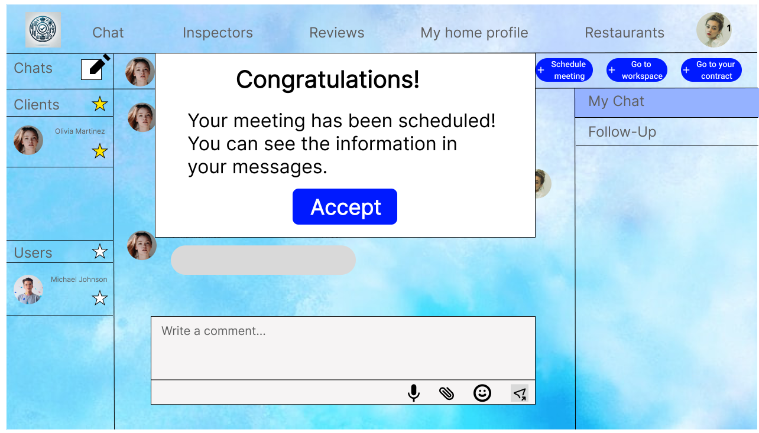 Chat
Inspectors
Reviews
My home profile
Restaurants
1
Chats
Clients
Olivia Martinez
Users
Michael Johnson
Congratulations!
Your meeting has been scheduled!
You can see the information in
your messages.
Accept
Write a comment...
+ Schedule
meeting
+ Go to
workspace
+ Go to your
contract
My Chat
Follow-Up